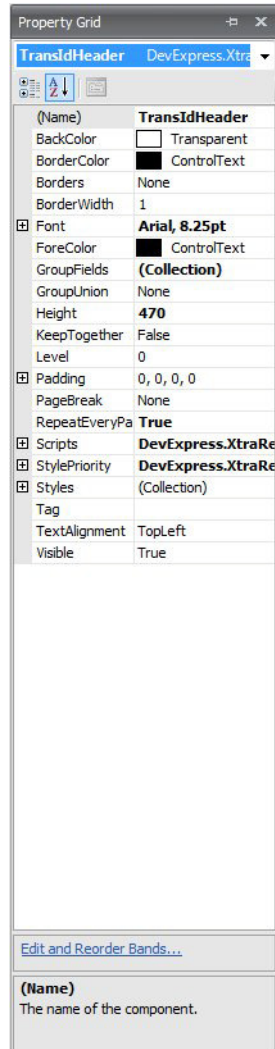 Property Grid
TransIdHeader DevExpress.Xtra
(Name) TransIdHeader
BackColor Transparent
BorderColor ControlText
Borders None
BorderWidth 1
Font Arial, 8.25pt
ForeColor ControlText
GroupFields (Collection)
GroupUnion None
Height 470
KeepTogether False
Level 0
Padding 0, 0, 0, 0
PageBreak None
RepeatEveryPa True
Scripts DevExpress.XtraRe
StylePriority DevExpress.XtraRe
Styles (Collection)
Tag
TextAlignment TopLeft
Visible True
Edit and Reorder Bands...
(Name)
The name of the component.